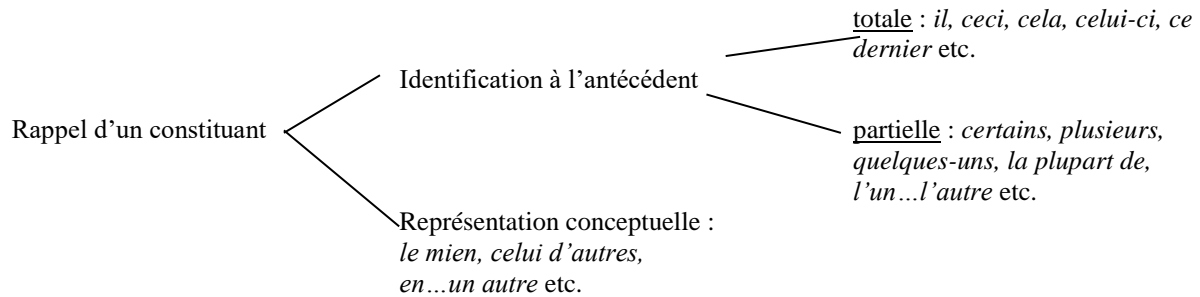 Rappel d’un constituant
Identification à l’antécédent
totale : il, ceci, cela, celui-ci, ce
dernier etc.
partielle : certains, plusieurs,
quelques-uns, la plupart de,
l’un…l’autre etc.
Représentation conceptuelle :
le mien, celui d’autres,
en…un autre etc.